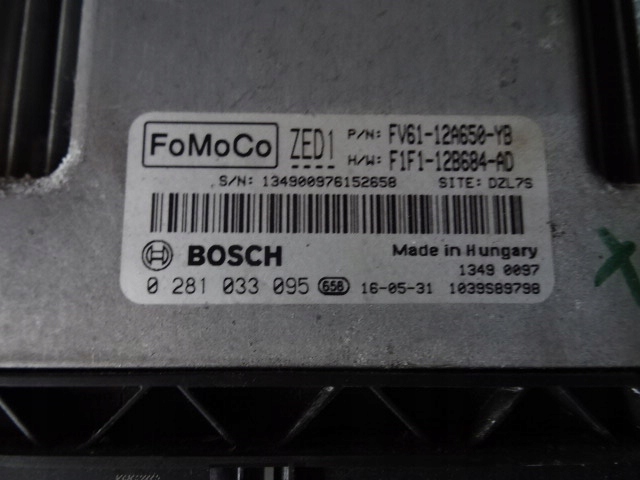 FoMoCo ZED1 P/N: FV61-12A650-YB
H/W: F1F1-12B684-AD
S/N: 134900976152658 SITE: DZL7S
BOSCH Made in Hungary
1349 0097
0 281 033 095 658 16-05-31 1039S89798